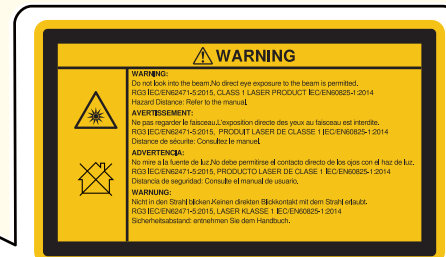 WARNING
WARNING:
Do not look into the beam.No direct eye exposure to the beam is permitted.
RG3 IEC/EN62471-5:2015, CLASS 1 LASER PRODUCT IEC/EN60825-1:2014
Hazard Distance: Refer to the manual.
AVERTISSEMENT:
Ne pas regarder le faisceau.L'exposition directe des yeux au faisceau est interdite.
RG3 IEC/EN62471-5:2015, PRODUIT LASER DE CLASSE 1 IEC/EN60825-1:2014
Distance de sécurite: Consultez le manuel.
ADVERTENCIA:
No mire a la fuente de luz.No debe permitirse el contacto directo de los ojos con el haz de luz.
RG3 IEC/EN62471-5:2015, PRODUCTO LASER DE CLASE 1 IEC/EN60825-1:2014
Distancia de seguridad: Consulte el manual de usuario.
WARNUNG:
Nicht in den Strahl blicken.Keinen direkten Blickkontakt mit dem Strahl erlaubt.
RG3 IEC/EN62471-5:2015, LASER KLASSE 1 IEC/EN60825-1:2014
Sicherheitsabstand: entnehmen Sie dem Handbuch.